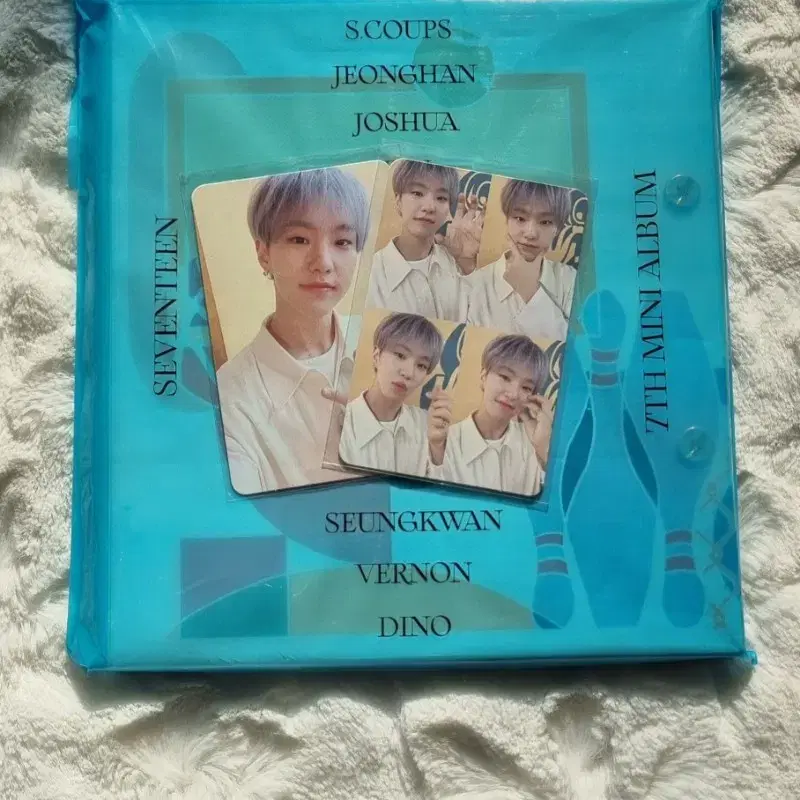 S.COUPS
JEONGHAN
JOSHUA
SEVENTEEN
7TH MINI ALBUM
SEUNGKWAN
VERNON
DINO